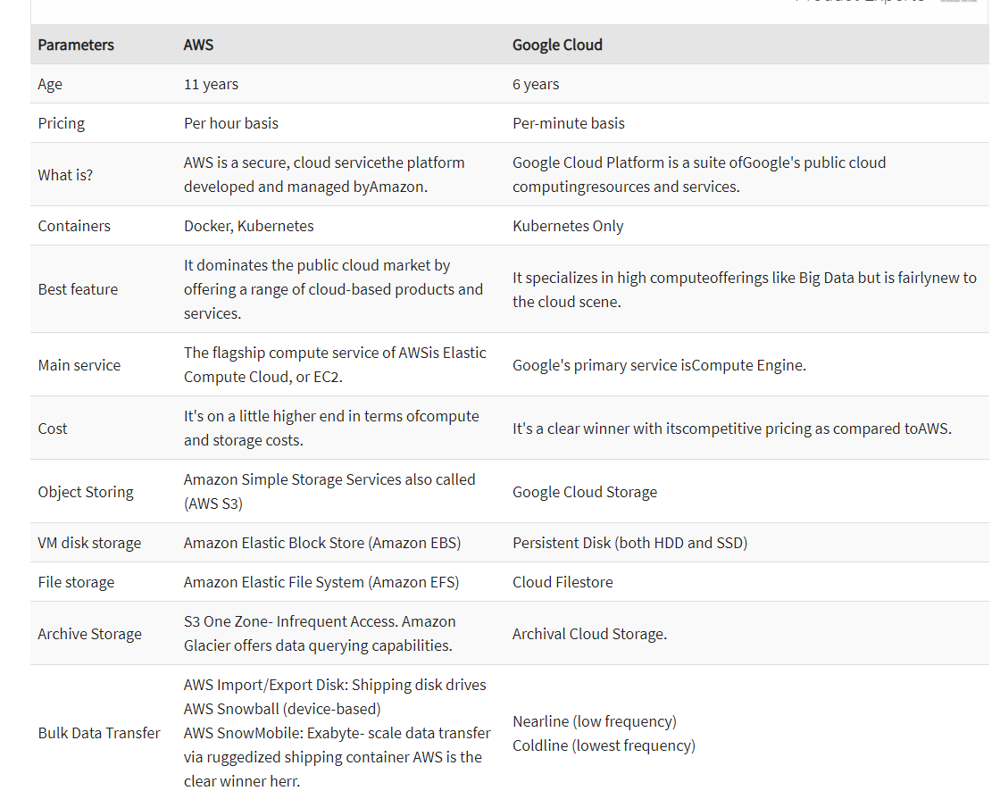 Product Experts
Parameters AWS Google Cloud
Age 11 years 6 years
Pricing Per hour basis Per-minute basis
What is?
AWS is a secure, cloud servicethe platform
developed and managed byAmazon.
Google Cloud Platform is a suite ofGoogle's public cloud
computingresources and services.
Containers Docker, Kubernetes Kubernetes Only
Best feature
It dominates the public cloud market by
offering a range of cloud-based products and
services.
It specializes in high computeofferings like Big Data but is fairlynew to
the cloud scene.
Main service
The flagship compute service of AWSis Elastic
Compute Cloud, or EC2.
Google's primary service isCompute Engine.
Cost
It's on a little higher end in terms ofcompute
and storage costs.
It's a clear winner with itscompetitive pricing as compared toAWS.
Object Storing
Amazon Simple Storage Services also called
(AWS S3)
Google Cloud Storage
VM disk storage Amazon Elastic Block Store (Amazon EBS) Persistent Disk (both HDD and SSD)
File storage Amazon Elastic File System (Amazon EFS) Cloud Filestore
Archive Storage
S3 One Zone- Infrequent Access. Amazon
Glacier offers data querying capabilities.
Archival Cloud Storage.
Bulk Data Transfer
AWS Import/Export Disk: Shipping disk drives
AWS Snowball (device-based)
AWS SnowMobile: Exabyte- scale data transfer
via ruggedized shipping container AWS is the
clear winner herr.
Nearline (low frequency)
Coldline (lowest frequency)